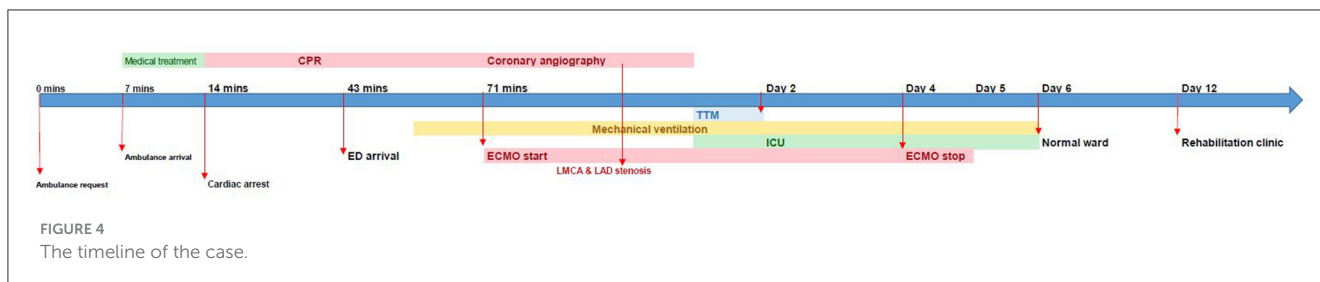 Medical treatment CPR Coronary angiography
0 mins 7 mins 14 mins 43 mins 71 mins Day 2 Day 4 Day 5 Day 6 Day 12
TTM
Mechanical ventilation
ICU
Ambulance arrival ED arrival ECMO start ECMO stop Normal ward Rehabilitation clinic
LMCA & LAD stenosis
Ambulance request Cardiac arrest
FIGURE 4
The timeline of the case.